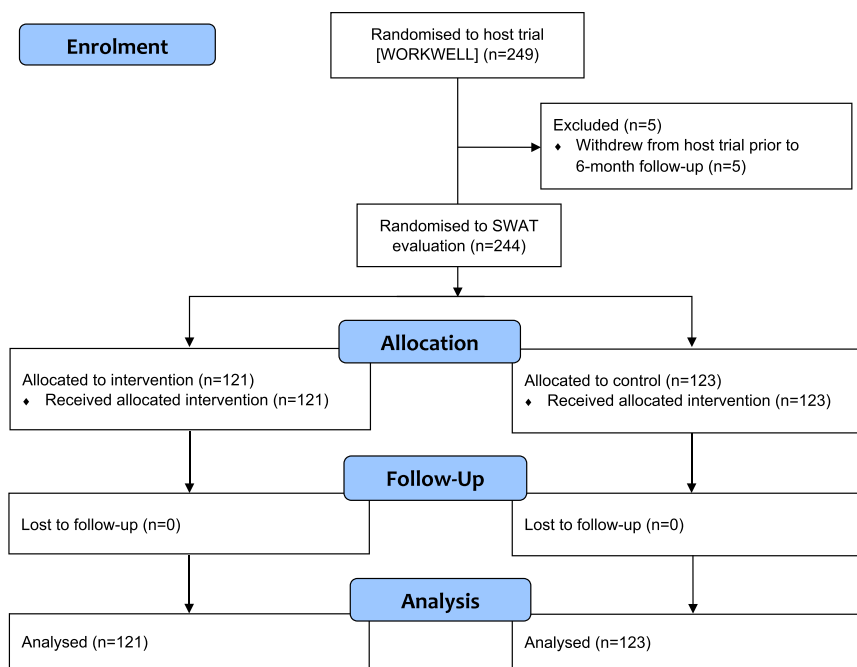 Enrolment
Randomised to host trial
[WORKWELL] (n=249)
Excluded (n=5)
♦ Withdrew from host trial prior to
6-month follow-up (n=5)
Randomised to SWAT
evaluation (n=244)
Allocation
Allocated to intervention (n=121)
♦ Received allocated intervention (n=121)
Allocated to control (n=123)
♦ Received allocated intervention (n=123)
Follow-Up
Lost to follow-up (n=0)
Lost to follow-up (n=0)
Analysis
Analysed (n=121)
Analysed (n=123)